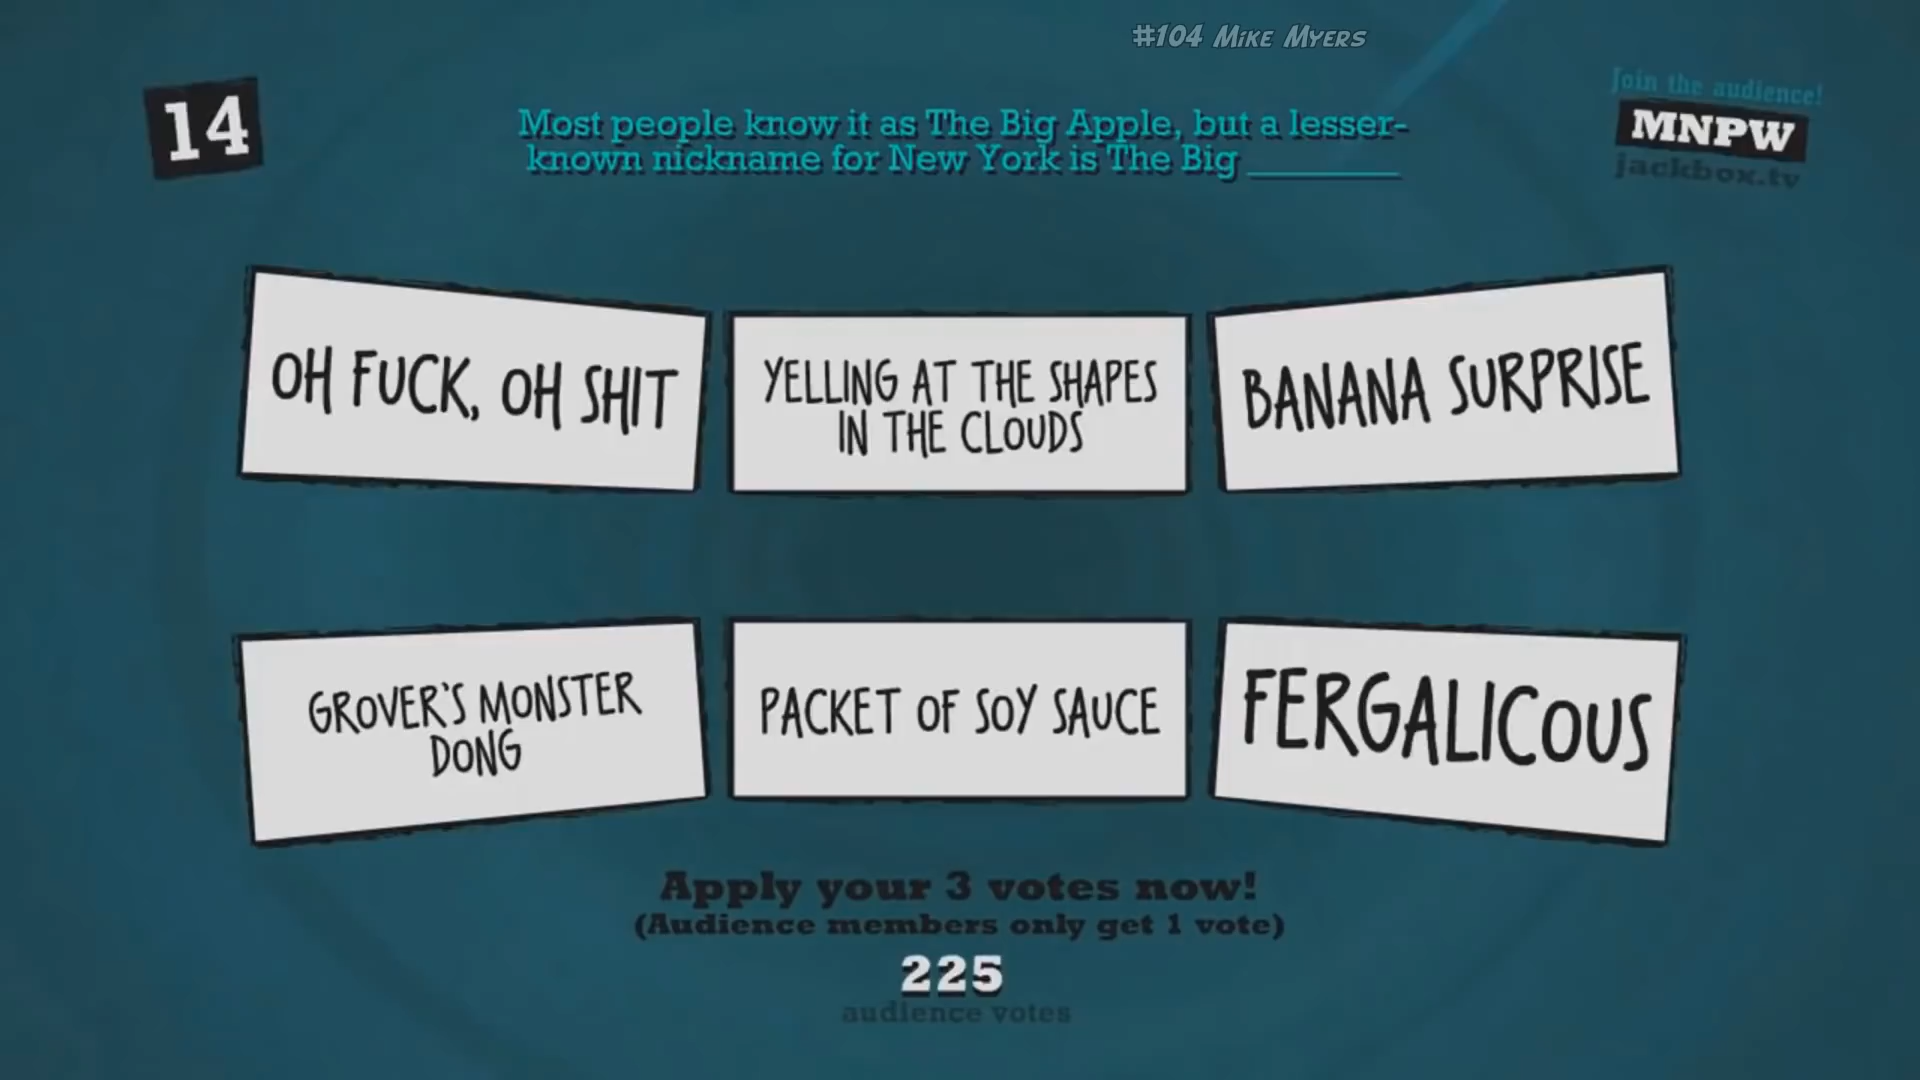 #104 Mike Myers
14
Most people know it as The Big Apple, but a lesser-
known nickname for New York is The Big ________
Join the audience!
MNPW
jackbox.tv
OH FUCK, OH SHIT
YELLING AT THE SHAPES
IN THE CLOUDS
BANANA SURPRISE
GROVER'S MONSTER
DONG
PACKET OF SOY SAUCE
FERGALICOUS
Apply your 3 votes now!
(Audience members only get 1 vote)
225
audience votes